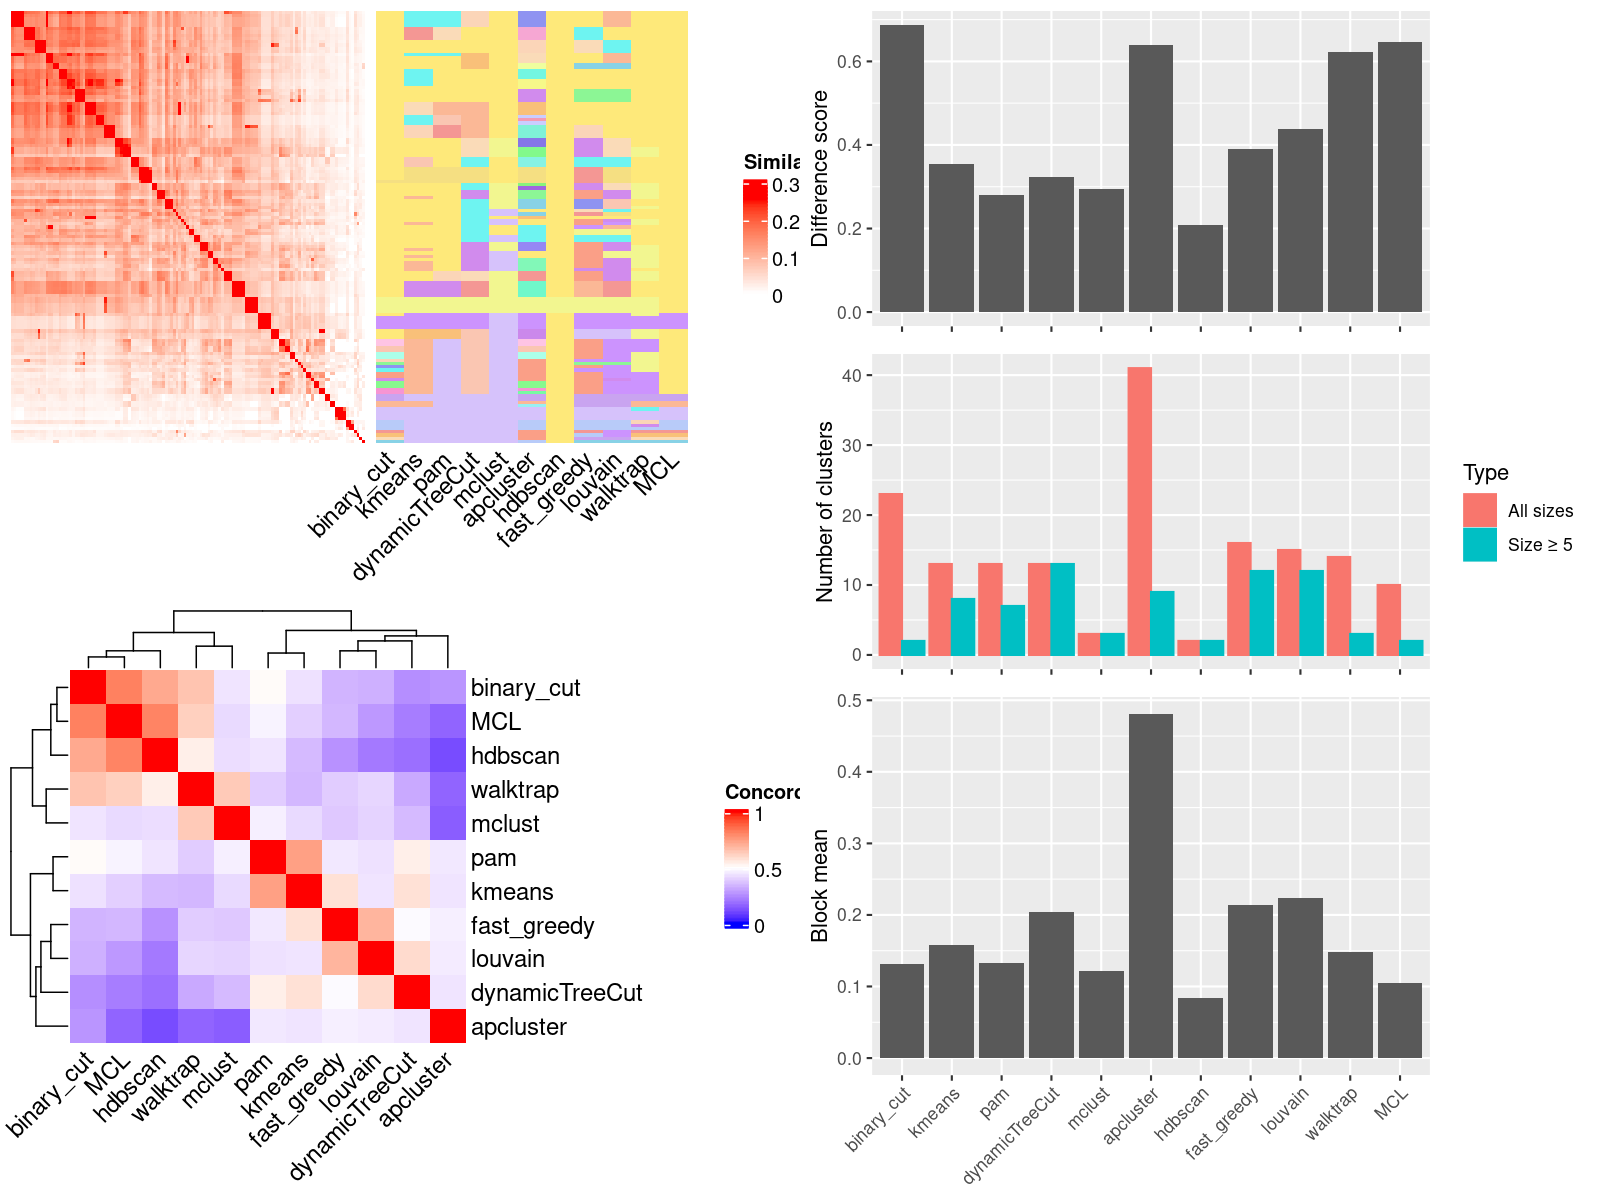 Simila
0.3
0.2
0.1
0
binary_cut
kmeans
pam
dynamicTreeCut
mclust
apcluster
hdbscan
fast_greedy
louvain
walktrap
MCL
binary_cut
MCL
hdbscan
walktrap
mclust
pam
kmeans
fast_greedy
louvain
dynamicTreeCut
apcluster
binary_cut
MCL
hdbscan
walktrap
mclust
pam
kmeans
fast_greedy
louvain
dynamicTreeCut
apcluster
Concord
1
0.5
0
Difference score
0.6
0.4
0.2
0.0
Number of clusters
40
30
20
10
0
Type
All sizes
Size ≥ 5
Block mean
0.5
0.4
0.3
0.2
0.1
0.0
binary_cut
kmeans
pam
dynamicTreeCut
mclust
apcluster
hdbscan
fast_greedy
louvain
walktrap
MCL